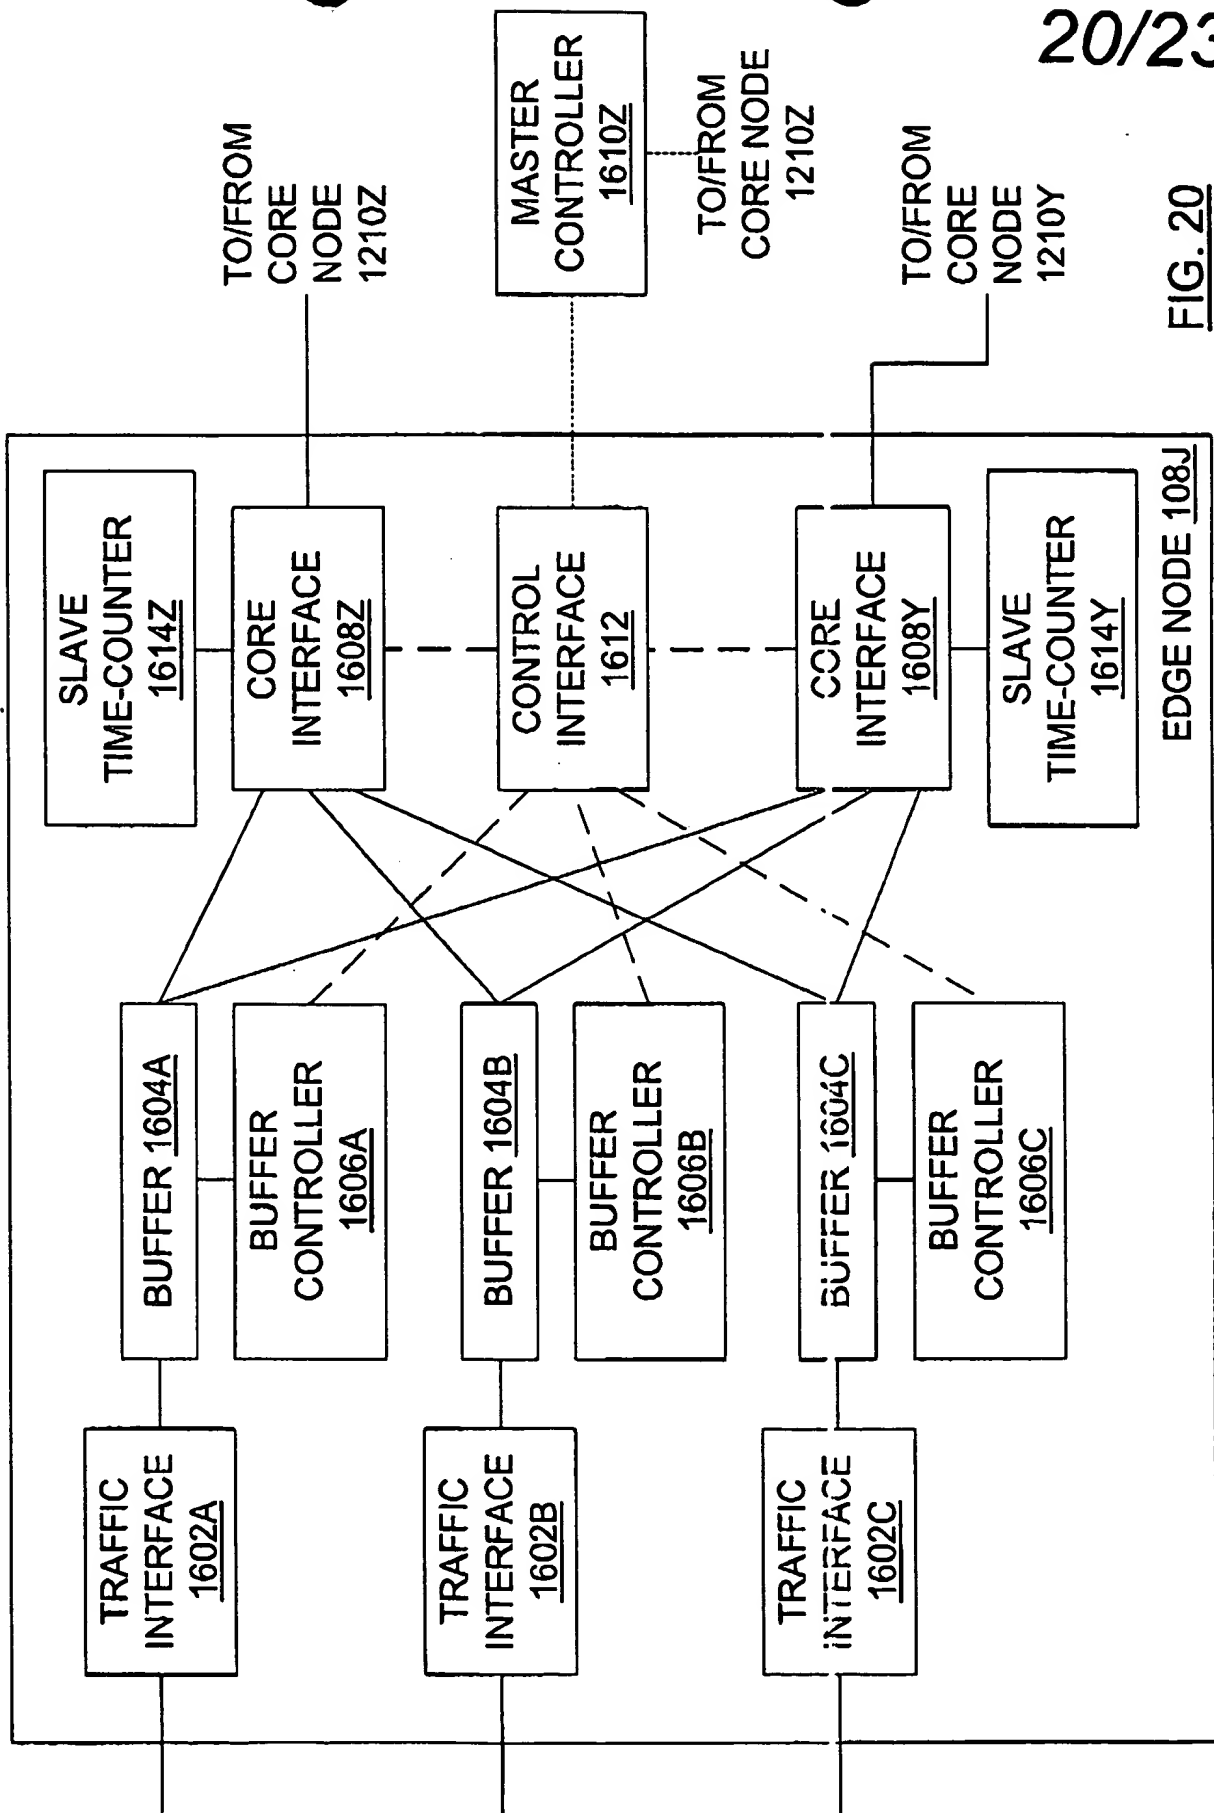 20/23
TRAFFIC
INTERFACE
1602A
BUFFER 1604A
BUFFER
CONTROLLER
1606A
SLAVE
TIME-COUNTER
1614Z
CORE
INTERFACE
1608Z
TO/FROM
CORE
NODE
1210Z
TRAFFIC
INTERFACE
1602B
BUFFER 1604B
BUFFER
CONTROLLER
1606B
CONTROL
INTERFACE
1612
MASTER
CONTROLLER
1610Z
TO/FROM
CORE NODE
1210Z
TRAFFIC
INTERFACE
1602C
BUFFER 1604C
BUFFER
CONTROLLER
1606C
CORE
INTERFACE
1608Y
SLAVE
TIME-COUNTER
1614Y
TO/FROM
CORE
NODE
1210Y
EDGE NODE 108J
FIG. 20